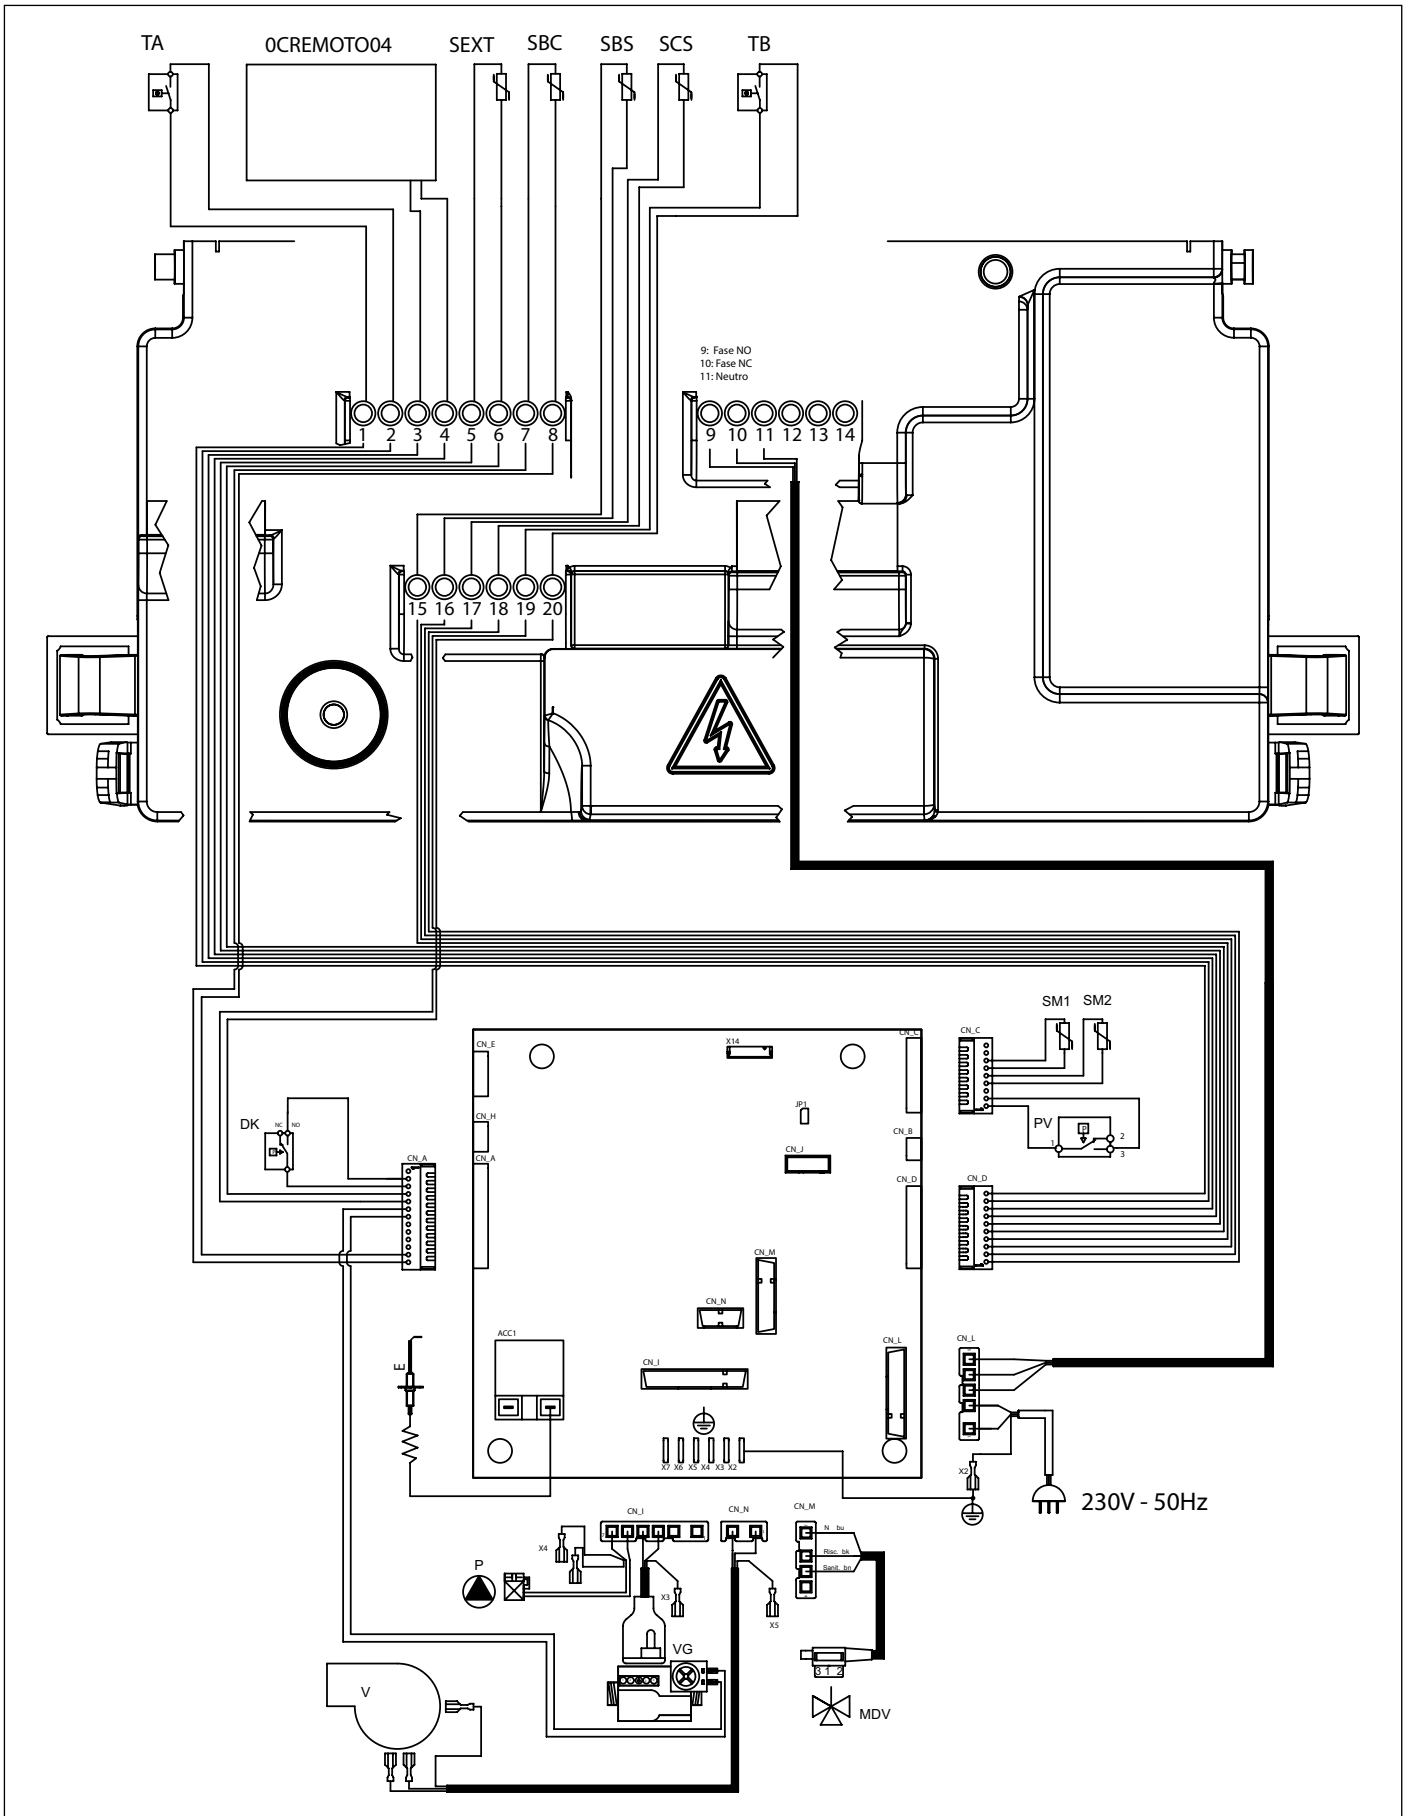 TA 0CREMOTO04 SEXT SBC SBS SCS TB
9: Fase NO
10: Fase NC
11: Neutro
1 2 3 4 5 6 7 8
9 10 11 12 13 14
15 16 17 18 19 20
SM1 SM2
CN_E
X14
CN_C
CN_C
JP1
CN_H
CN_B
CN_J
PV
P
1
2
3
DK
NC NO
CN_A
CN_A
CN_D
CN_D
CN_M
CN_N
ACC1
CN_I
CN_L
CN_L
E
X7 X6 X5 X4 X3 X2
X2
230V - 50Hz
CN_I
CN_N
CN_M
N bu
Risc. bk
Sanit. bn
X4
P
X3
X5
VG
3 1 2
V
MDV